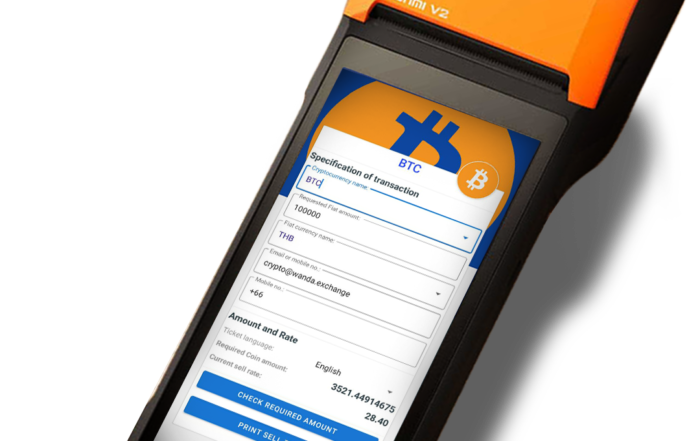 V2
BTC
Specification of transaction
Cryptocurrency name:
BTC
Requested Fiat amount:
100000
Fiat currency name:
THB
Email or mobile no.:
crypto@wanda.exchange
Mobile no.:
+66
Amount and Rate
Ticket language:
English
Required Coin amount:
3521.44914675
Current sell rate:
28.40
CHECK REQUIRED AMOUNT
PRINT SELL